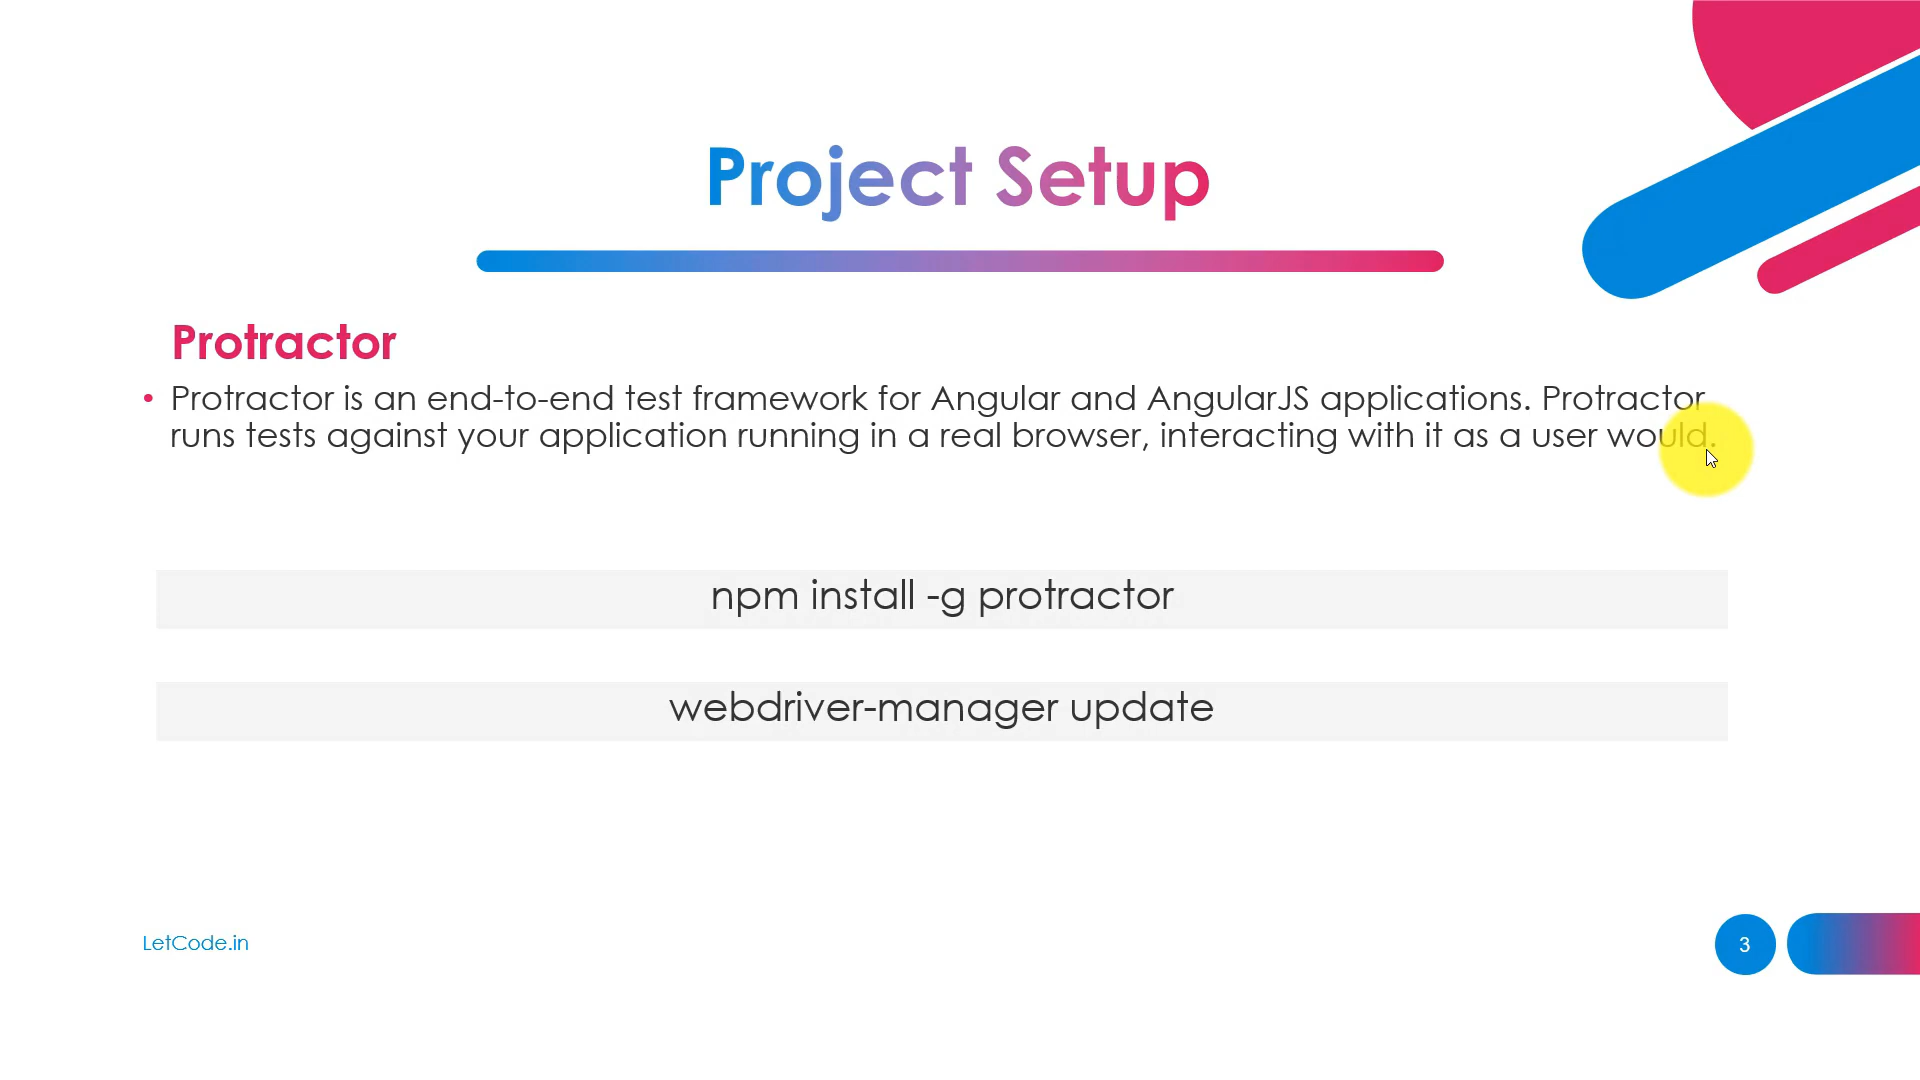 Project Setup
Protractor
• Protractor is an end-to-end test framework for Angular and AngularJS applications. Protractor
runs tests against your application running in a real browser, interacting with it as a user would.
npm install -g protractor
webdriver-manager update
LetCode.in
3